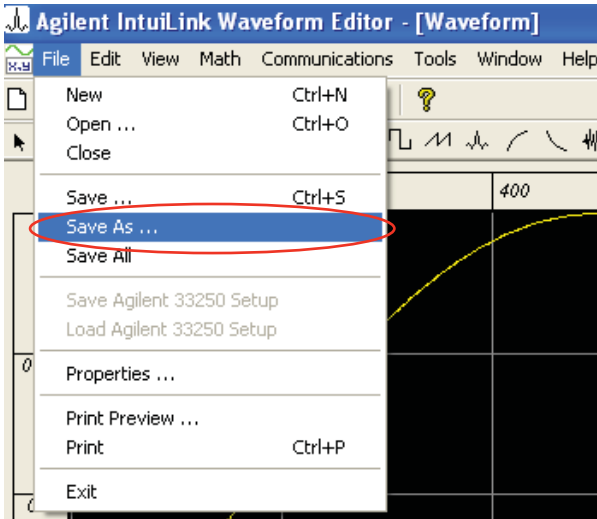 Agilent IntuiLink Waveform Editor - [Waveform]
x.y File Edit View Math Communications Tools Window Help
New Ctrl+N
Open ... Ctrl+O
Close
Save ... Ctrl+S
Save As ...
Save All
Save Agilent 33250 Setup
Load Agilent 33250 Setup
Properties ...
Print Preview ...
Print Ctrl+P
Exit
400
0
0